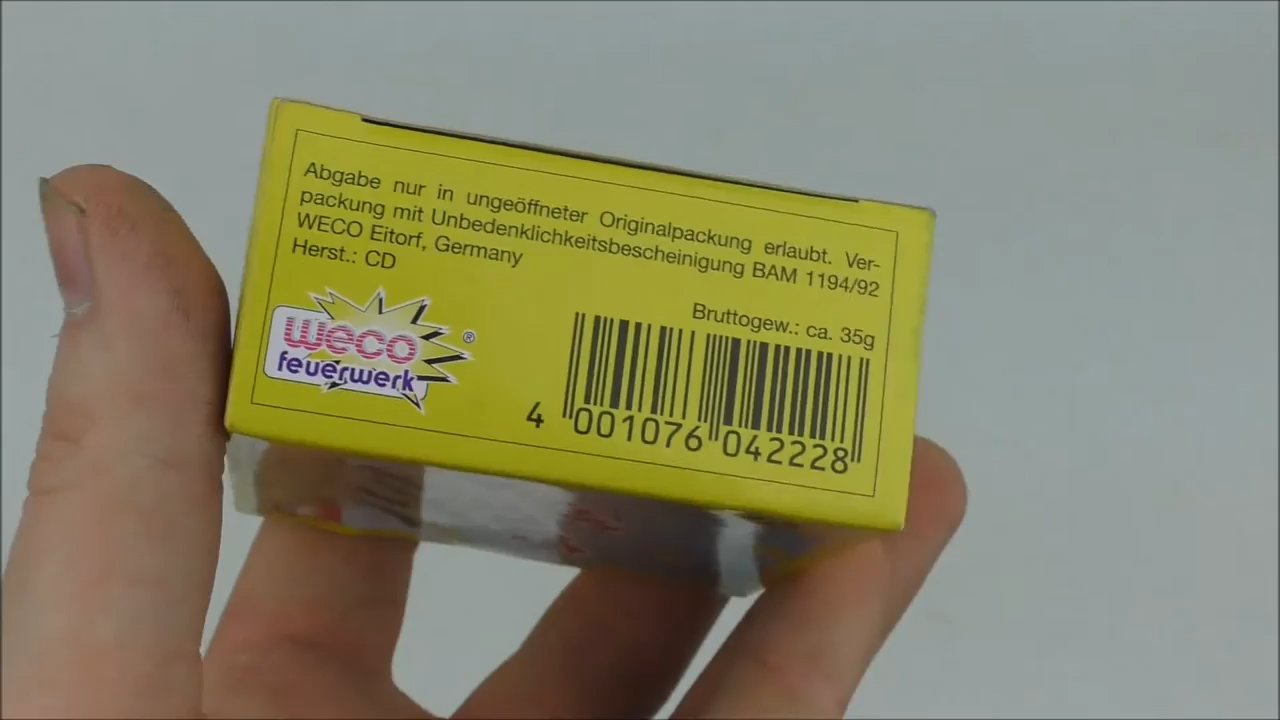 Abgabe nur in ungeöffneter Originalpackung erlaubt. Ver-
packung mit Unbedenklichkeitsbescheinigung BAM 1194/92
WECO Eitorf, Germany
Herst.: CD
Bruttogew.: ca. 35g
weco ®
feuerwerk
4 001076 042228